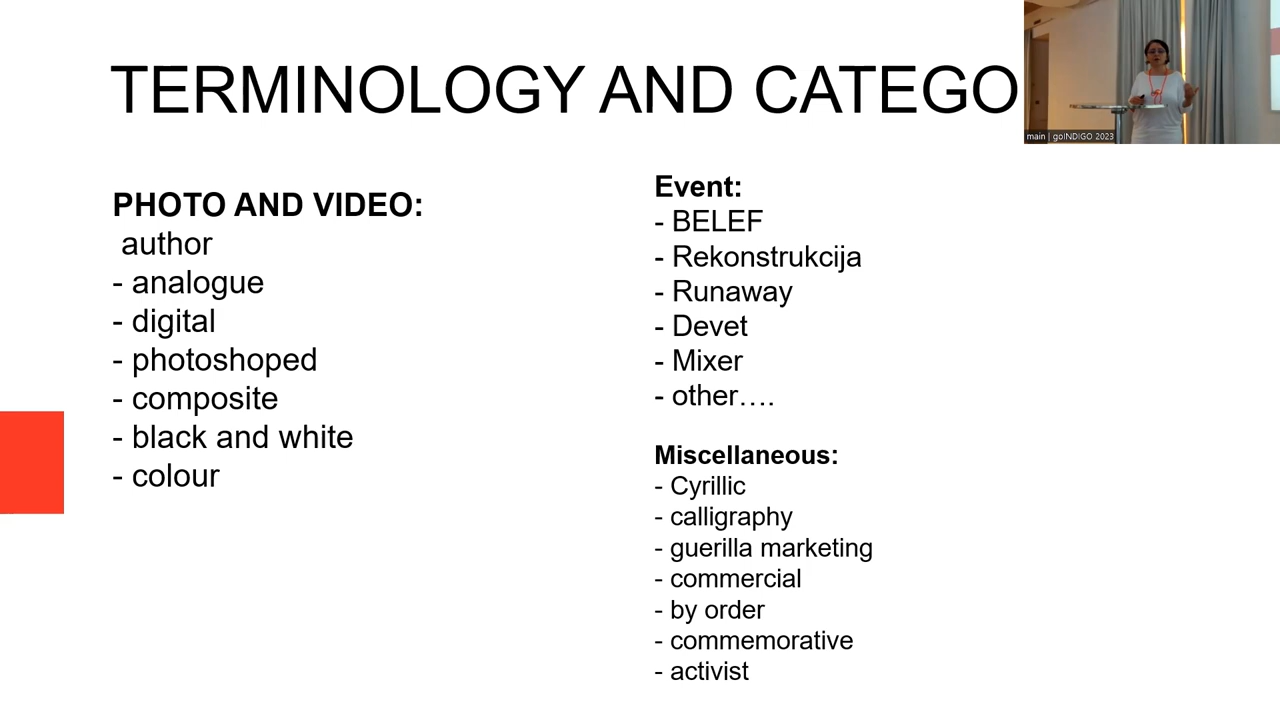 TERMINOLOGY AND CATEGO
main | goINDIGO 2023
PHOTO AND VIDEO:
author
- analogue
- digital
- photoshoped
- composite
- black and white
- colour
Event:
- BELEF
- Rekonstrukcija
- Runaway
- Devet
- Mixer
- other….
Miscellaneous:
- Cyrillic
- calligraphy
- guerilla marketing
- commercial
- by order
- commemorative
- activist